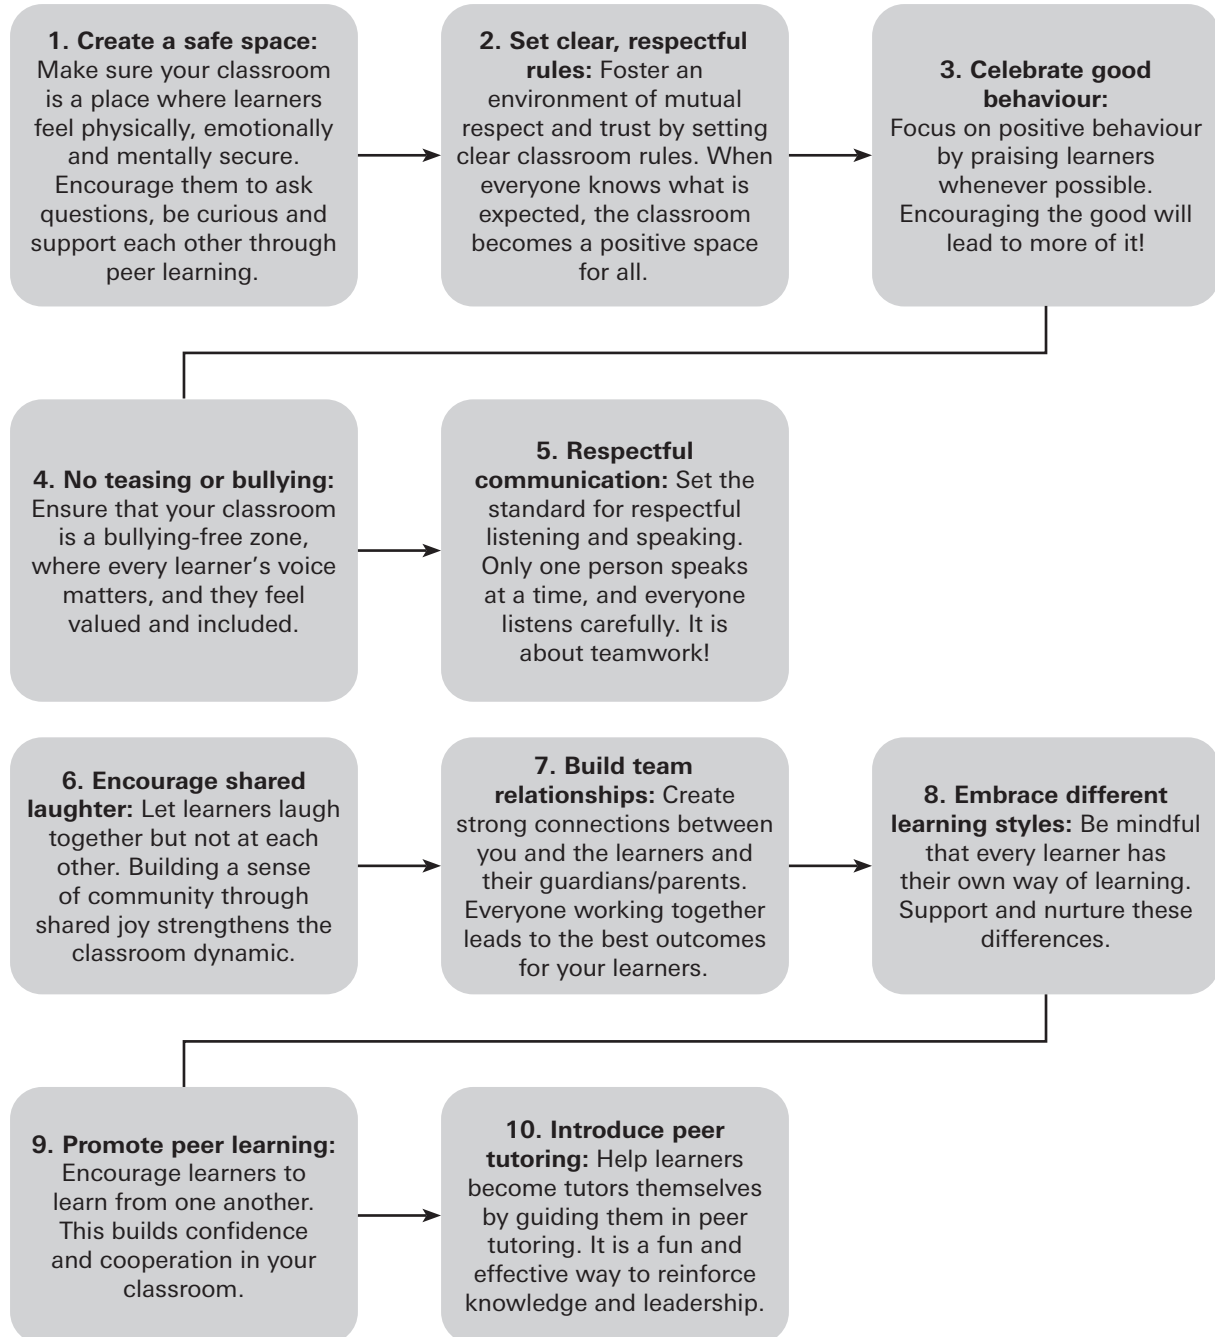 1. Create a safe space:
Make sure your classroom
is a place where learners
feel physically, emotionally
and mentally secure.
Encourage them to ask
questions, be curious and
support each other through
peer learning.
2. Set clear, respectful
rules: Foster an
environment of mutual
respect and trust by setting
clear classroom rules. When
everyone knows what is
expected, the classroom
becomes a positive space
for all.
3. Celebrate good
behaviour:
Focus on positive behaviour
by praising learners
whenever possible.
Encouraging the good will
lead to more of it!
4. No teasing or bullying:
Ensure that your classroom
is a bullying-free zone,
where every learner’s voice
matters, and they feel
valued and included.
5. Respectful
communication: Set the
standard for respectful
listening and speaking.
Only one person speaks
at a time, and everyone
listens carefully. It is
about teamwork!
6. Encourage shared
laughter: Let learners laugh
together but not at each
other. Building a sense
of community through
shared joy strengthens the
classroom dynamic.
7. Build team
relationships: Create
strong connections between
you and the learners and
their guardians/parents.
Everyone working together
leads to the best outcomes
for your learners.
8. Embrace different
learning styles: Be mindful
that every learner has
their own way of learning.
Support and nurture these
differences.
9. Promote peer learning:
Encourage learners to
learn from one another.
This builds confidence
and cooperation in your
classroom.
10. Introduce peer
tutoring: Help learners
become tutors themselves
by guiding them in peer
tutoring. It is a fun and
effective way to reinforce
knowledge and leadership.